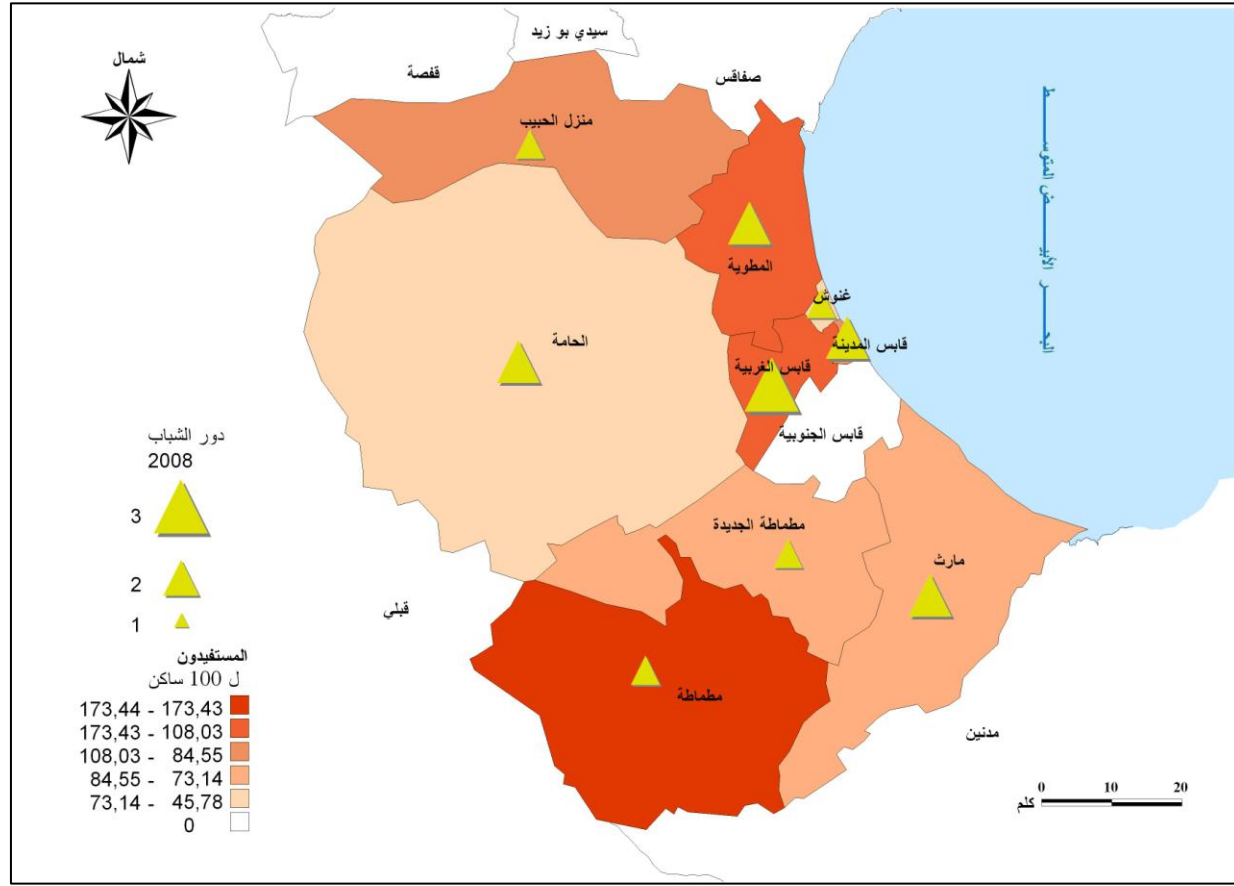 سيدي بو زيد
شمال
قفصة
صفاقس
البحـــــــر الأبيــــــض المتوســــــط
منزل الحبيب
المطوية
غنوش
الحامة
قابس المدينة
قابس الغربية
قابس الجنوبية
دور الشباب
2008
3
مطماطة الجديدة
مارث
2
قبلي
1
المستفيدون
ل 100 ساكن
مطماطة
173,44 - 173,43
173,43 - 108,03
108,03 - 84,55
84,55 - 73,14
73,14 - 45,78
0
مدنين
0 10 20
كلم